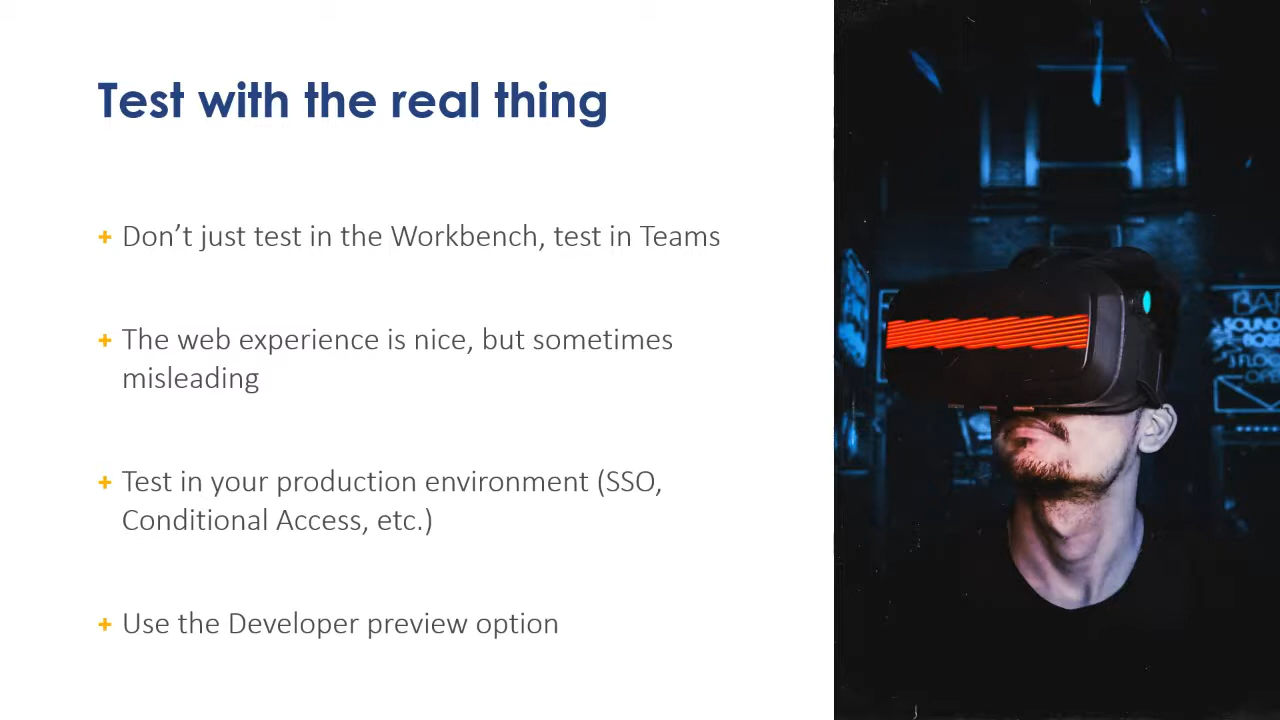 Test with the real thing
+ Don’t just test in the Workbench, test in Teams
+ The web experience is nice, but sometimes
misleading
+ Test in your production environment (SSO,
Conditional Access, etc.)
+ Use the Developer preview option
SOUND